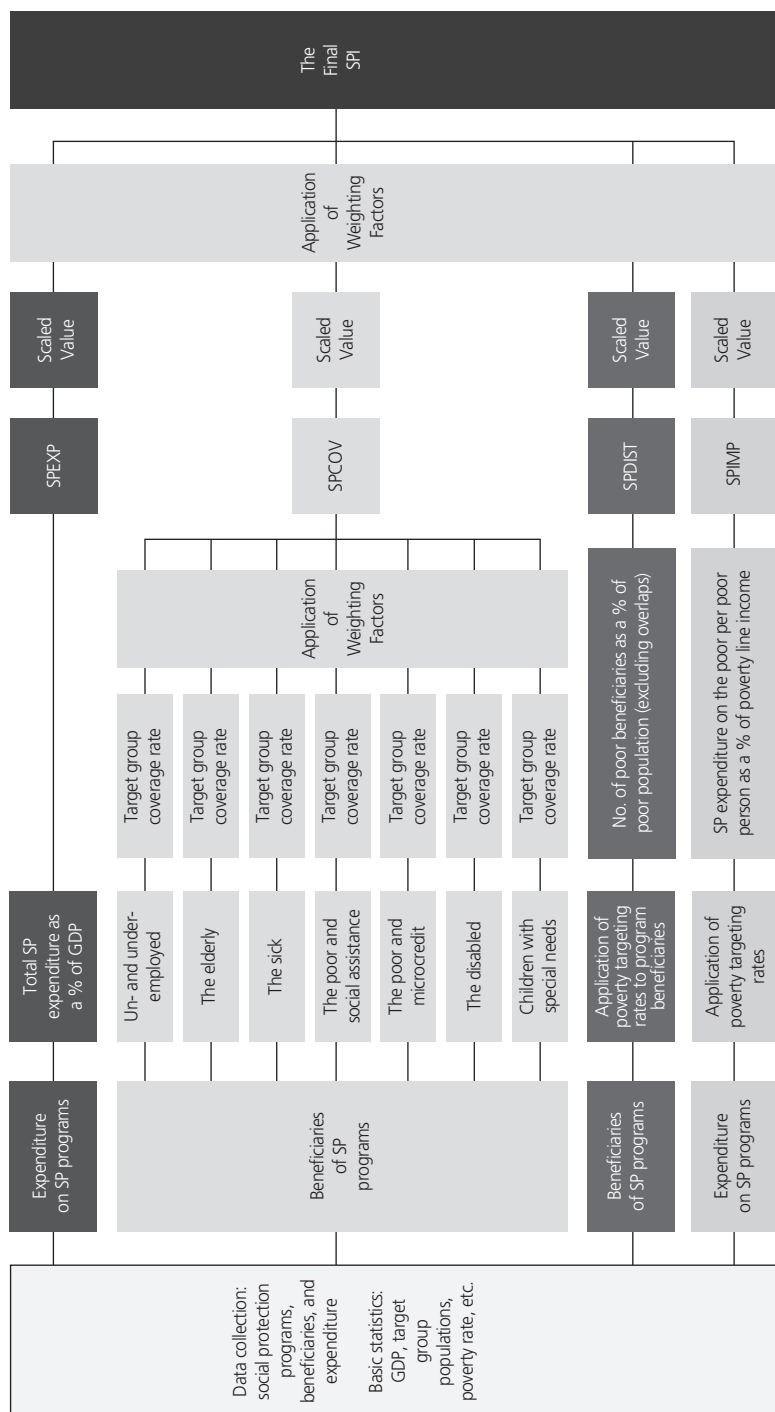 Data collection:
social protection
programs,
beneficiaries, and
expenditure
Basic statistics:
GDP, target
group
populations,
poverty rate, etc.
Expenditure
on SP programs
Total SP
expenditure as
a % of GDP
SPEXP
Scaled
Value
Beneficiaries
of SP
programs
Un- and under-
employed
Target group
coverage rate
The elderly
Target group
coverage rate
The sick
Target group
coverage rate
The poor and
social assistance
Target group
coverage rate
The poor and
microcredit
Target group
coverage rate
The disabled
Target group
coverage rate
Children with
special needs
Target group
coverage rate
Application
of
Weighting
Factors
SPCOV
Scaled
Value
Beneficiaries
of SP programs
Application of
poverty targeting
rates to program
beneficiaries
No. of poor beneficiaries as a % of
poor population (excluding overlaps)
SPDIST
Scaled
Value
Expenditure
on SP programs
Application of
poverty targeting
rates
SP expenditure on the poor per poor
person as a % of poverty line income
SPIMP
Scaled
Value
Application
of
Weighting
Factors
The
Final
SPI